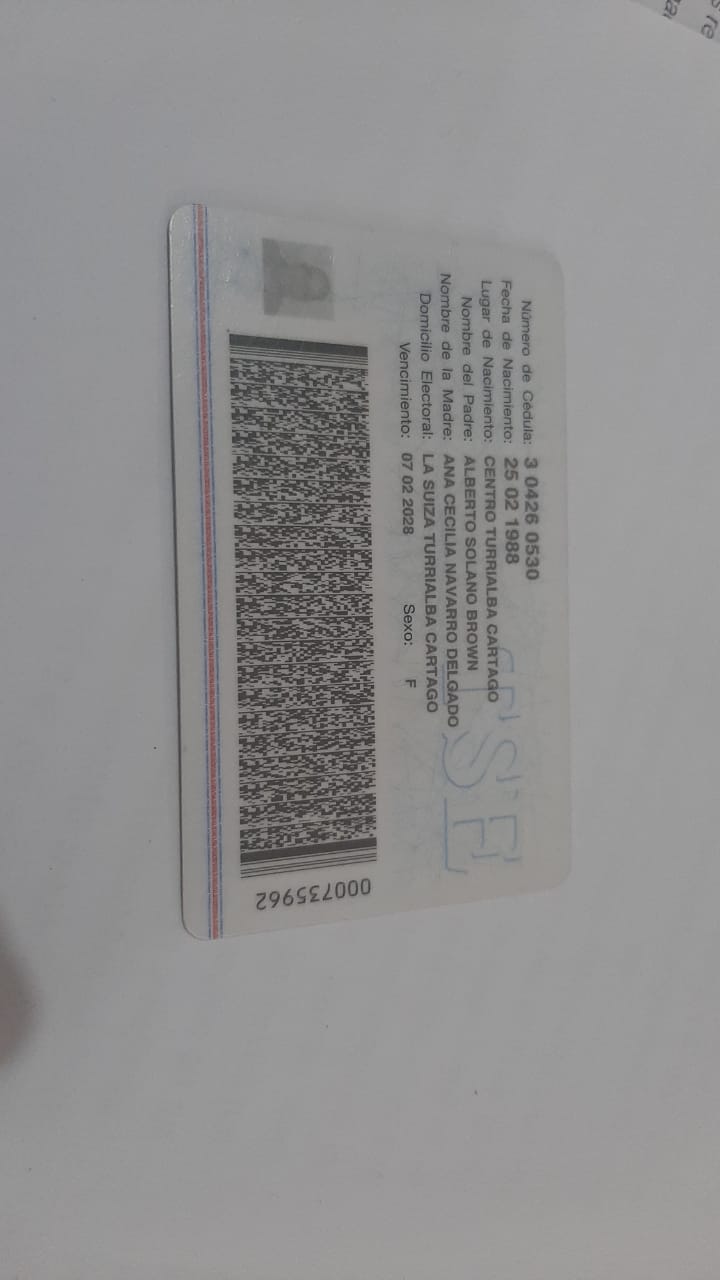 Número de Cédula: 3 0426 0530
Fecha de Nacimiento: 25 02 1988
Lugar de Nacimiento: CENTRO TURRIALBA CARTAGO
Nombre del Padre: ALBERTO SOLANO BROWN
Nombre de la Madre: ANA CECILIA NAVARRO DELGADO
Domicilio Electoral: LA SUIZA TURRIALBA CARTAGO
Vencimiento: 07 02 2028 Sexo: F
000735962